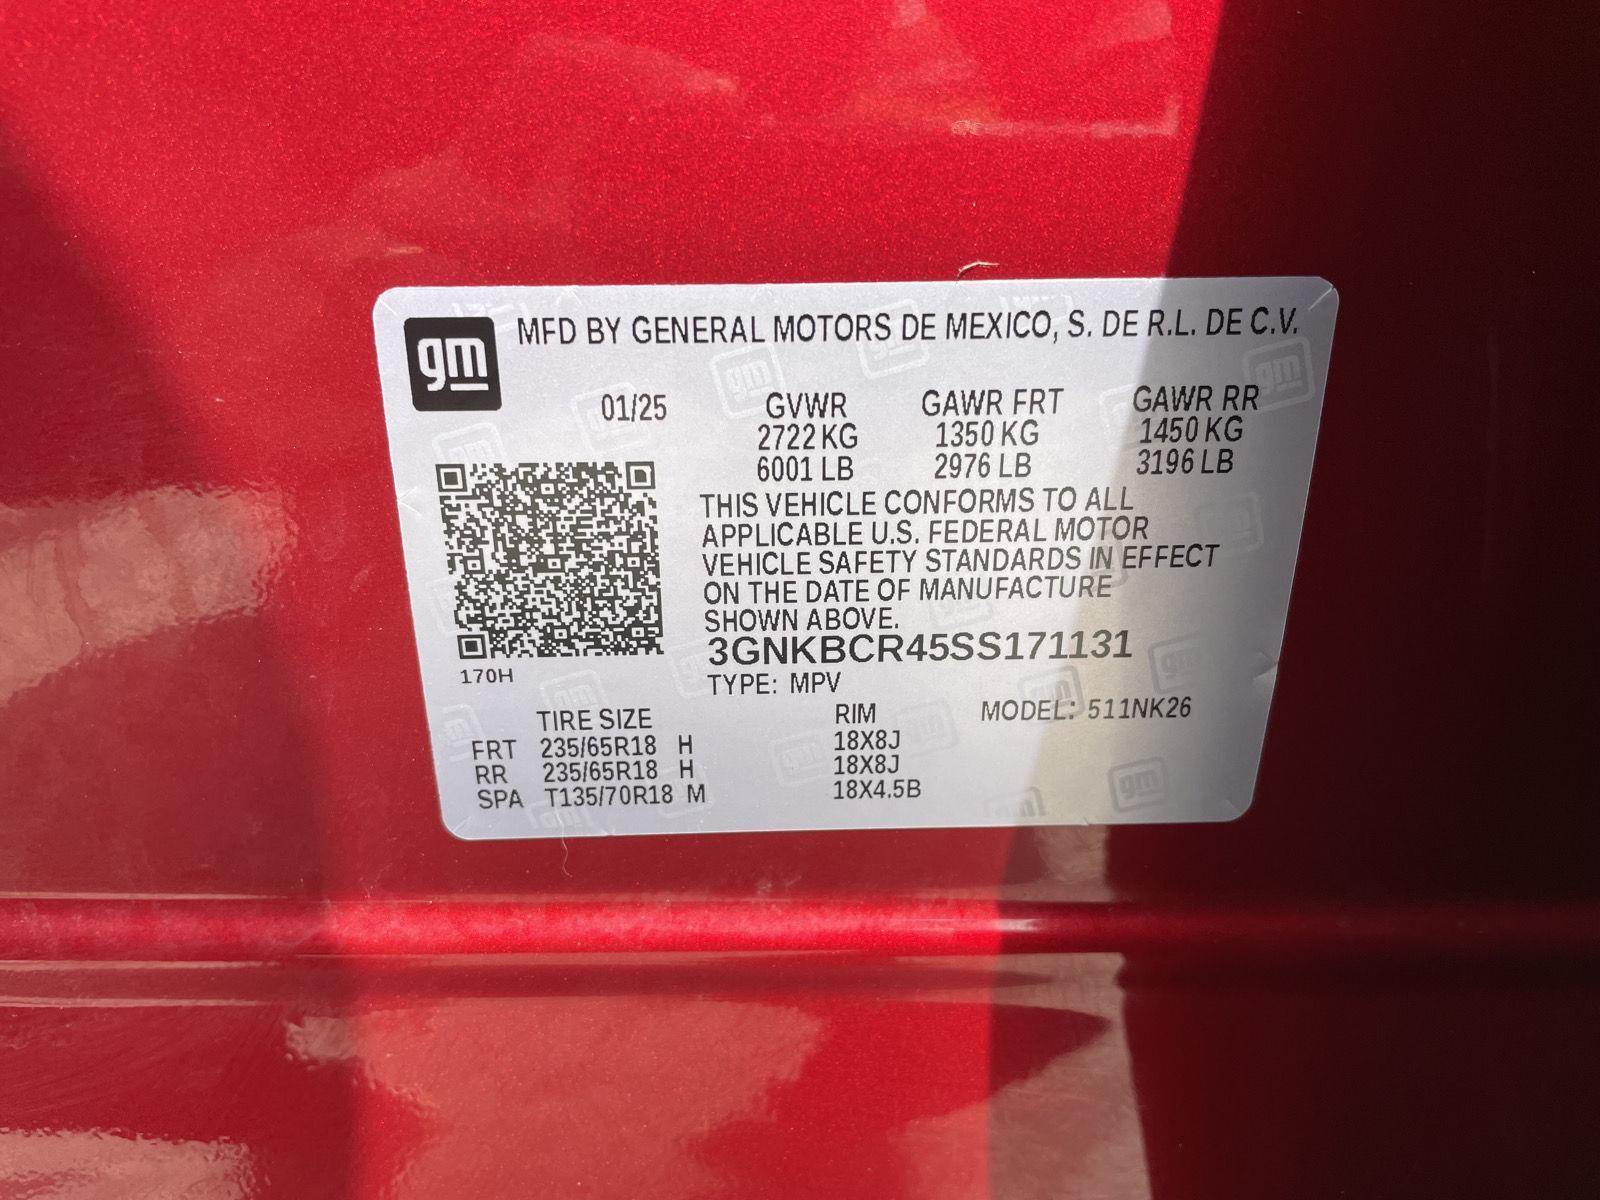 gm MFD BY GENERAL MOTORS DE MEXICO, S. DE R.L. DE C.V.
01/25 GVWR GAWR FRT GAWR RR
2722 KG 1350 KG 1450 KG
6001 LB 2976 LB 3196 LB
THIS VEHICLE CONFORMS TO ALL
APPLICABLE U.S. FEDERAL MOTOR
VEHICLE SAFETY STANDARDS IN EFFECT
ON THE DATE OF MANUFACTURE
SHOWN ABOVE.
3GNKBCR45SS171131
170H
TYPE: MPV
TIRE SIZE RIM MODEL: 511NK26
FRT 235/65R18 H 18X8J
RR 235/65R18 H 18X8J
SPA T135/70R18 M 18X4.5B